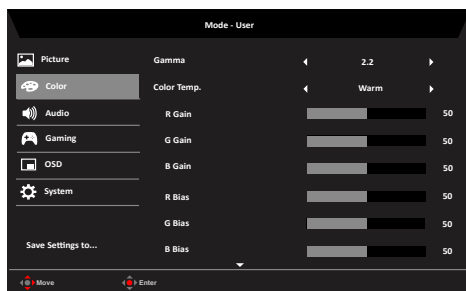 Mode - User
Picture
Gamma 2.2
Color
Color Temp. Warm
Audio
R Gain 50
Gaming
G Gain 50
OSD
B Gain 50
System
R Bias 50
G Bias 50
Save Settings to...
B Bias 50
Move Enter